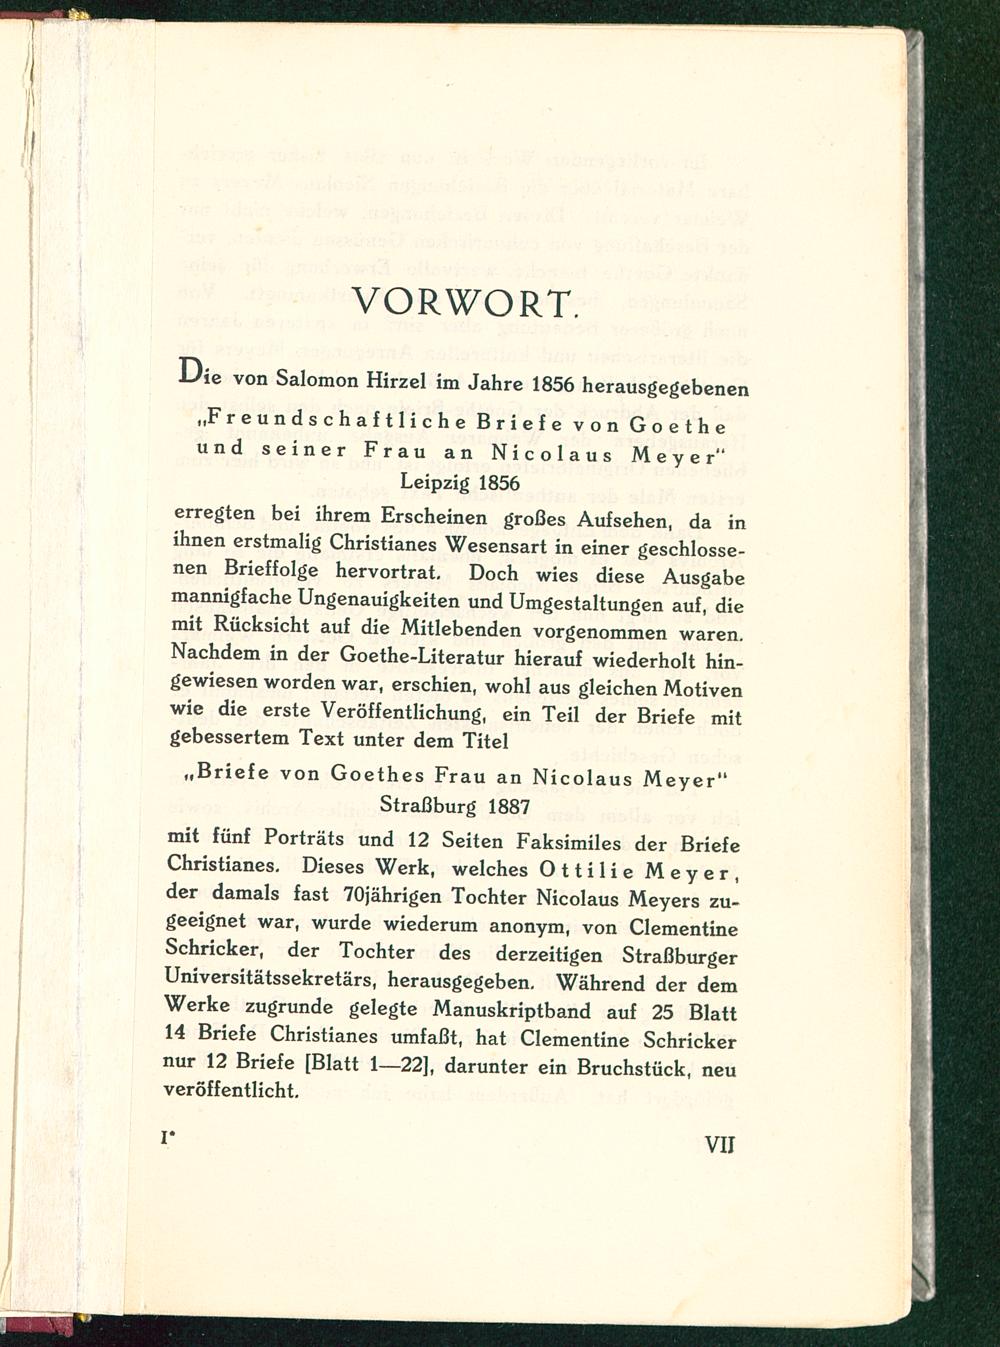 VORWORT.
Die von Salomon Hirzel im Jahre 1856 herausgegebenen
„Freundschaftliche Briefe von Goethe
und seiner Frau an Nicolaus Meyer“
Leipzig 1856
erregten bei ihrem Erscheinen großes Aufsehen, da in
ihnen erstmalig Christianes Wesensart in einer geschlosse-
nen Brieffolge hervortrat. Doch wies diese Ausgabe
mannigfache Ungenauigkeiten und Umgestaltungen auf, die
mit Rücksicht auf die Mitlebenden vorgenommen waren.
Nachdem in der Goethe-Literatur hierauf wiederholt hin-
gewiesen worden war, erschien, wohl aus gleichen Motiven
wie die erste Veröffentlichung, ein Teil der Briefe mit
gebessertem Text unter dem Titel
„Briefe von Goethes Frau an Nicolaus Meyer“
Straßburg 1887
mit fünf Porträts und 12 Seiten Faksimiles der Briefe
Christianes. Dieses Werk, welches Ottilie Meyer,
der damals fast 70jährigen Tochter Nicolaus Meyers zu-
geeignet war, wurde wiederum anonym, von Clementine
Schricker, der Tochter des derzeitigen Straßburger
Universitätssekretärs, herausgegeben. Während der dem
Werke zugrunde gelegte Manuskriptband auf 25 Blatt
14 Briefe Christianes umfaßt, hat Clementine Schricker
nur 12 Briefe [Blatt 1—22], darunter ein Bruchstück, neu
veröffentlicht.
I*
VII